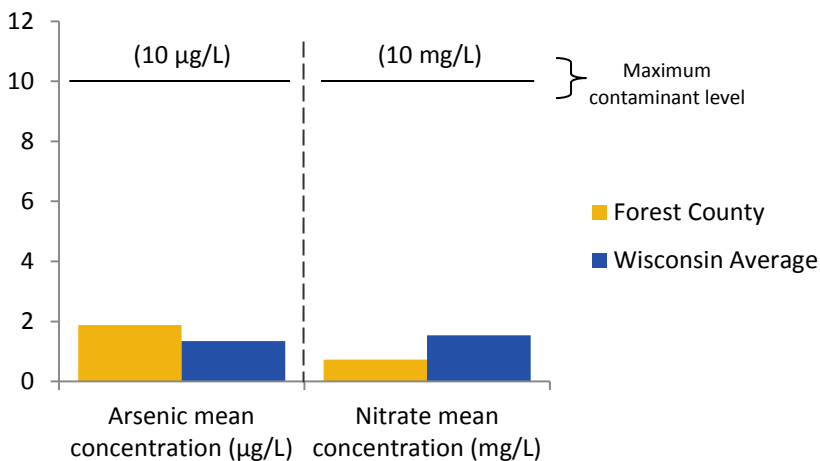 12
10
8
6
4
2
0
(10 µg/L)
(10 mg/L)
Maximum
contaminant level
Forest County
Wisconsin Average
Arsenic mean
concentration (µg/L)
Nitrate mean
concentration (mg/L)